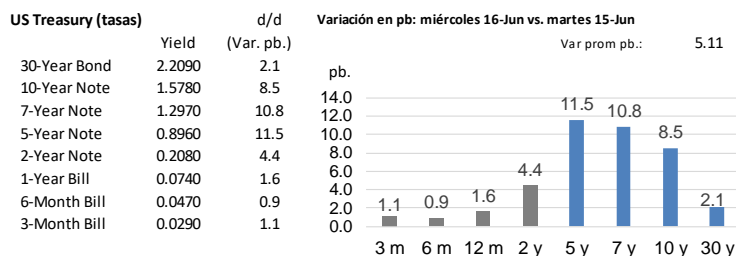 US Treasury (tasas) d/d
Yield (Var. pb.)
30-Year Bond 2.2090 2.1
10-Year Note 1.5780 8.5
7-Year Note 1.2970 10.8
5-Year Note 0.8960 11.5
2-Year Note 0.2080 4.4
1-Year Bill 0.0740 1.6
6-Month Bill 0.0470 0.9
3-Month Bill 0.0290 1.1
Variación en pb: miércoles 16-Jun vs. martes 15-Jun
Var prom pb.: 5.11
pb.
14.0
12.0
10.0
8.0
6.0
4.0
2.0
0.0
1.1 0.9 1.6 4.4 11.5 10.8 8.5 2.1
3 m 6 m 12 m 2 y 5 y 7 y 10 y 30 y